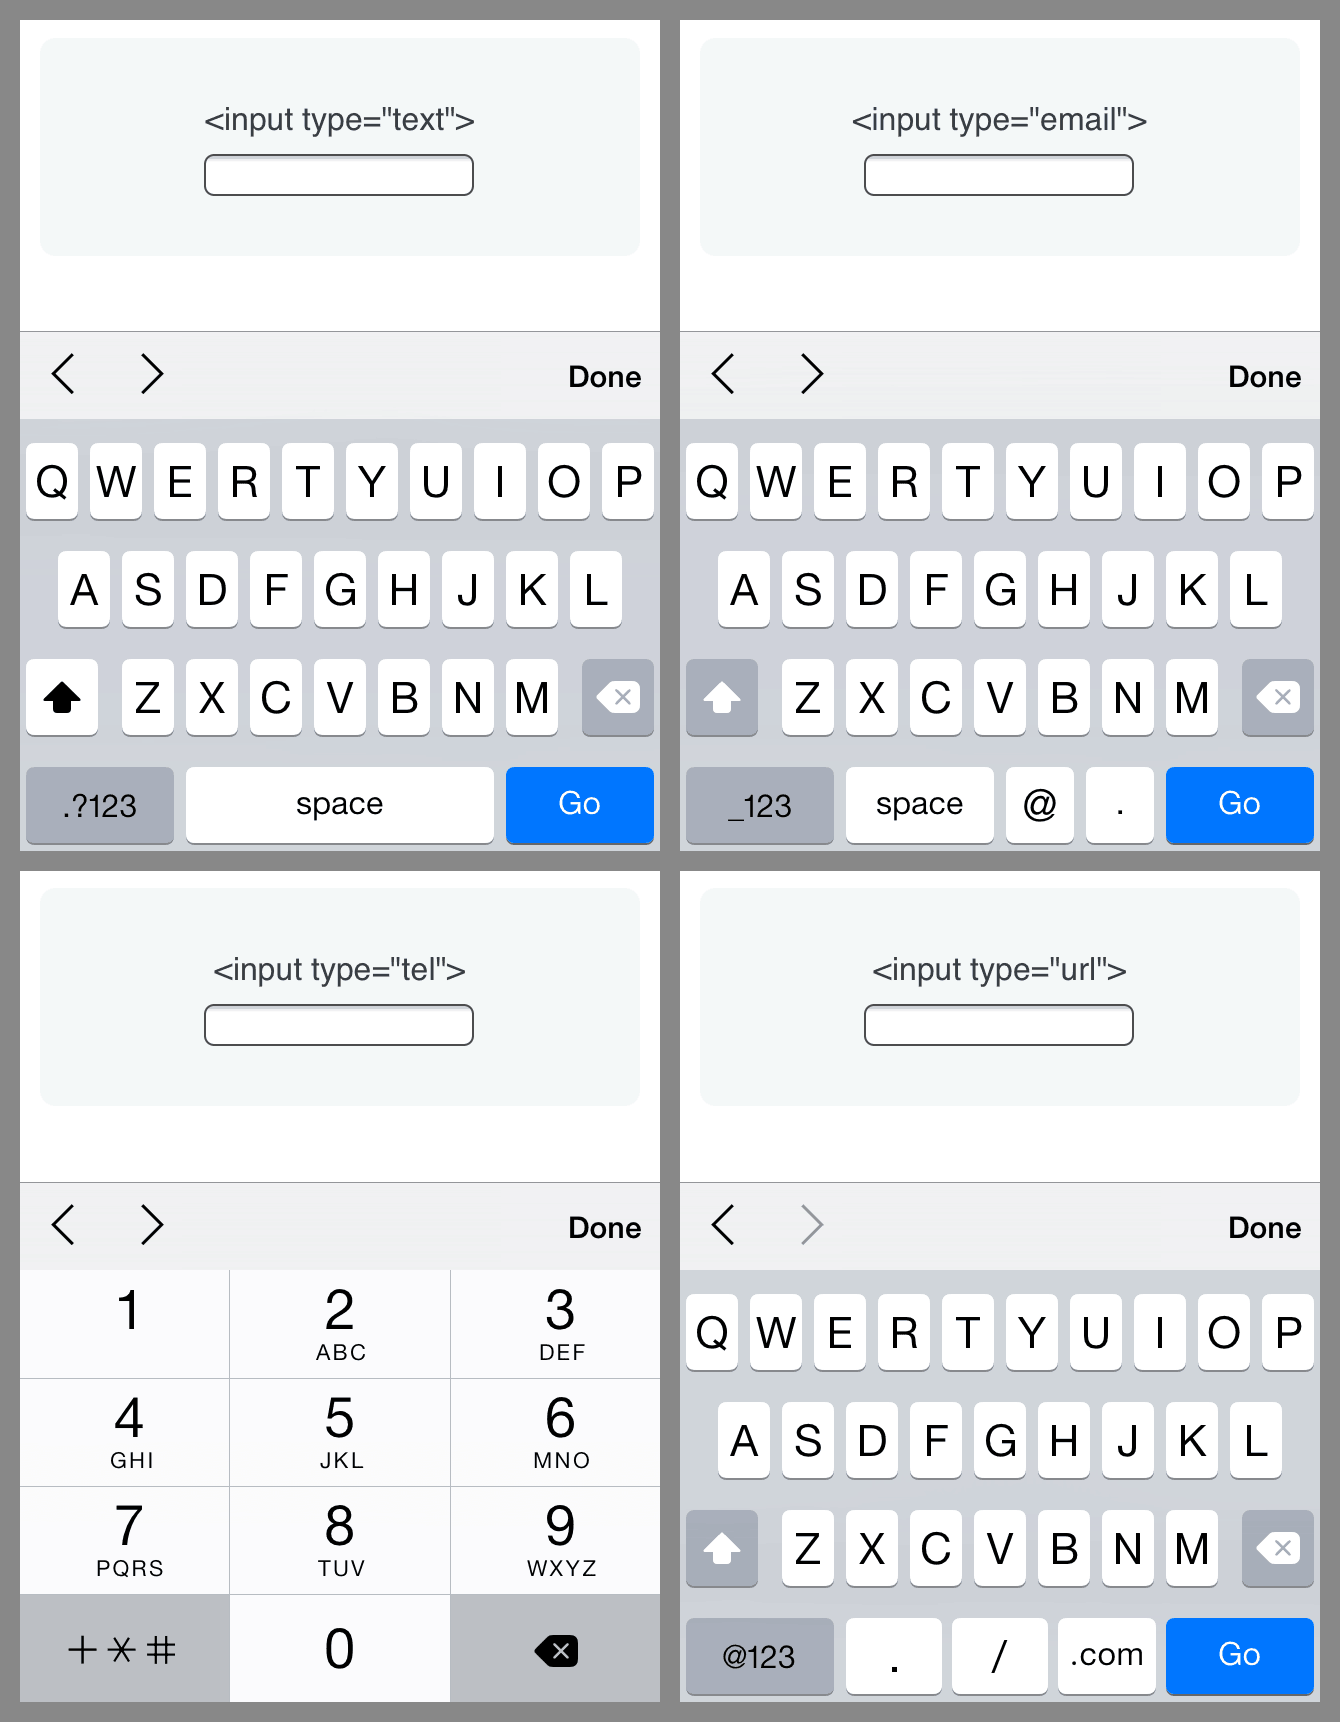 <input type="text">
Done
Q W E R T Y U I O P
A S D F G H J K L
Z X C V B N M
.?123 space Go
<input type="email">
Done
Q W E R T Y U I O P
A S D F G H J K L
Z X C V B N M
_123 space @ . Go
<input type="tel">
Done
1 2 3
ABC DEF
4 5 6
GHI JKL MNO
7 8 9
PQRS TUV WXYZ
+*# 0
<input type="url">
Done
Q W E R T Y U I O P
A S D F G H J K L
Z X C V B N M
@123 . / .com Go